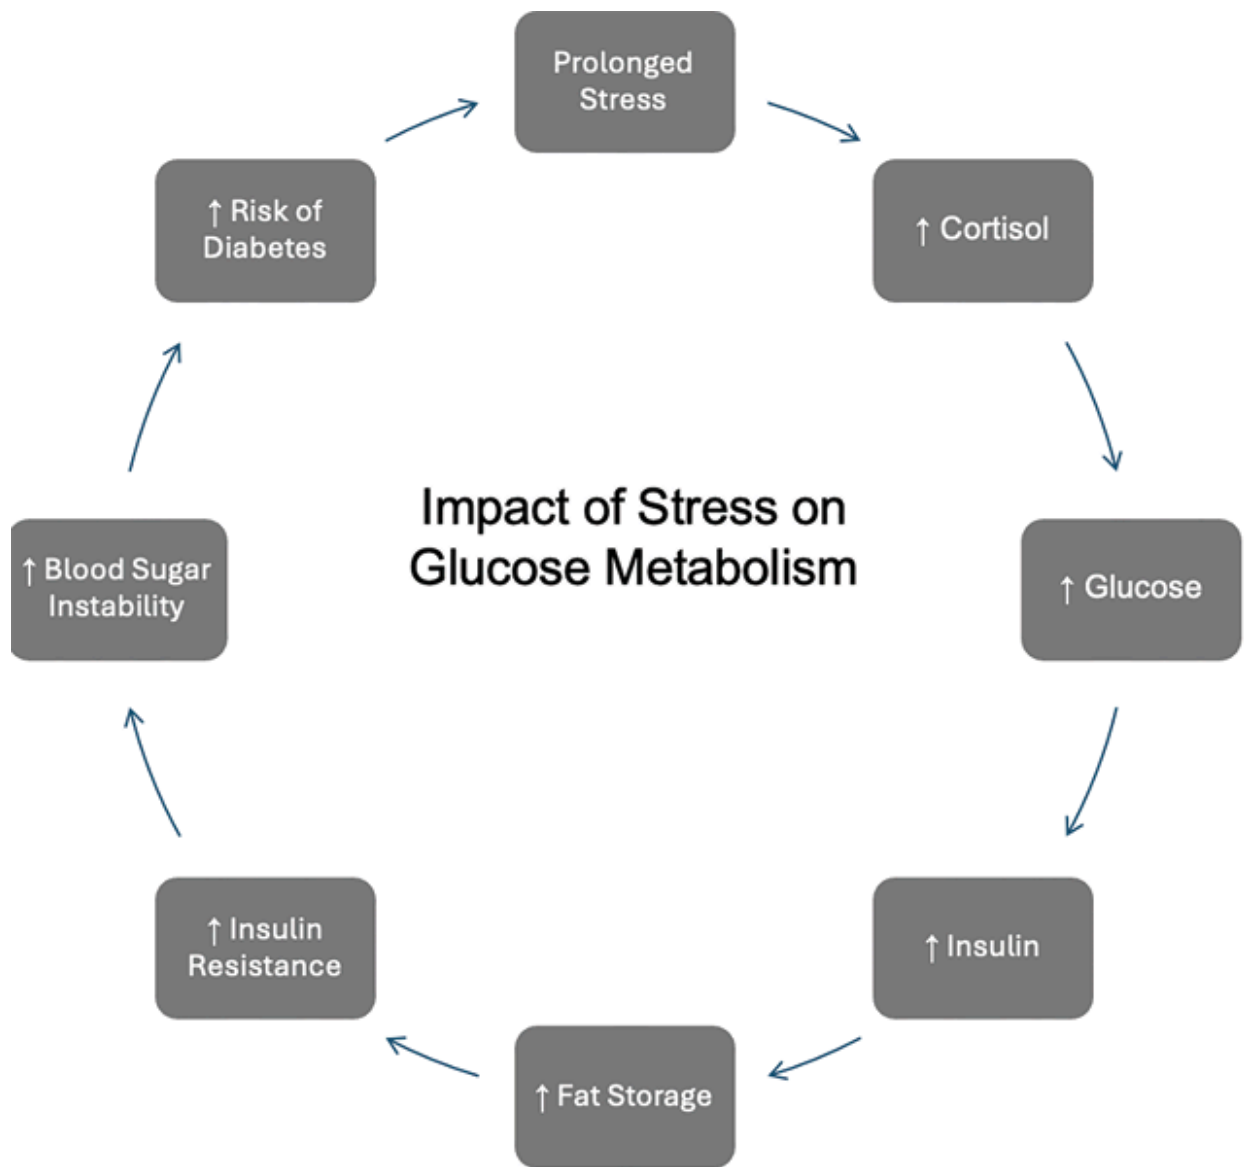 Prolonged
Stress
↑ Cortisol
↑ Glucose
↑ Insulin
↑ Fat Storage
↑ Insulin
Resistance
↑ Blood Sugar
Instability
↑ Risk of
Diabetes
Impact of Stress on
Glucose Metabolism